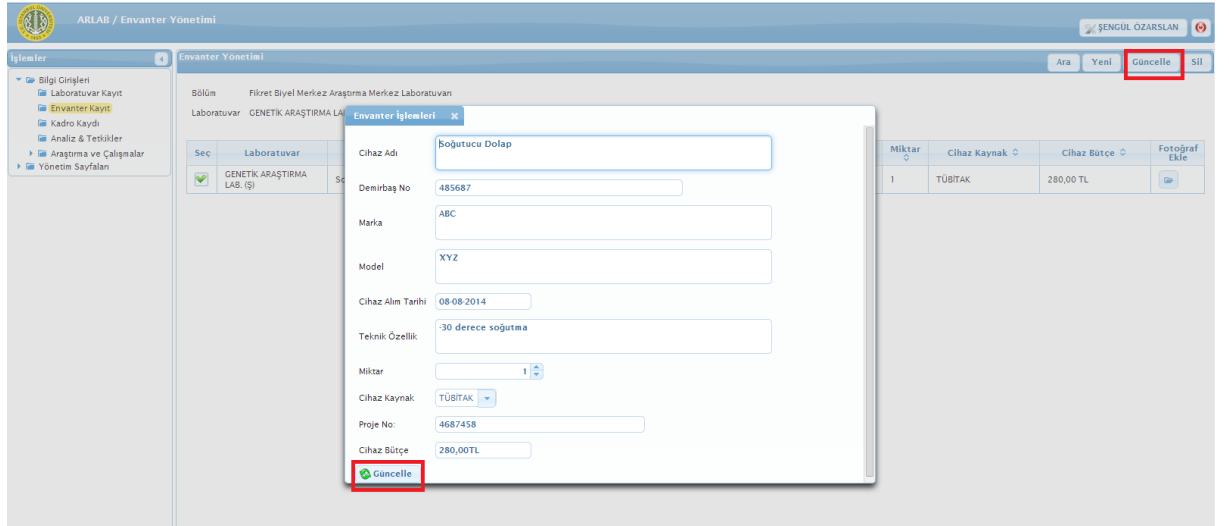 ARLAB / Envanter Yönetimi
ŞENGÜL ÖZARSLAN
İşlemler
Envanter Yönetimi
Ara Yeni Güncelle Sil
Bilgi Girişleri
Laboratuvar Kayıt
Envanter Kayıt
Kadro Kaydı
Analiz & Tetkikler
Araştırma ve Çalışmalar
Yönetim Sayfaları
Bölüm Fikret Biyel Merkez Araştırma Merkez Laboratuvarı
Laboratuvar GENETİK ARAŞTIRMA
Seç Laboratuvar Miktar Cihaz Kaynak Cihaz Bütçe Fotoğraf Ekle
GENETİK ARAŞTIRMA 1 TÜBİTAK 280,00 TL
LAB. (Ş)
Envanter İşlemleri
Cihaz Adı Soğutucu Dolap
Demirbaş No 485687
Marka ABC
Model XYZ
Cihaz Alım Tarihi 08-08-2014
Teknik Özellik -30 derece soğutma
Miktar 1
Cihaz Kaynak TÜBİTAK
Proje No: 4687458
Cihaz Bütçe 280,00TL
Güncelle